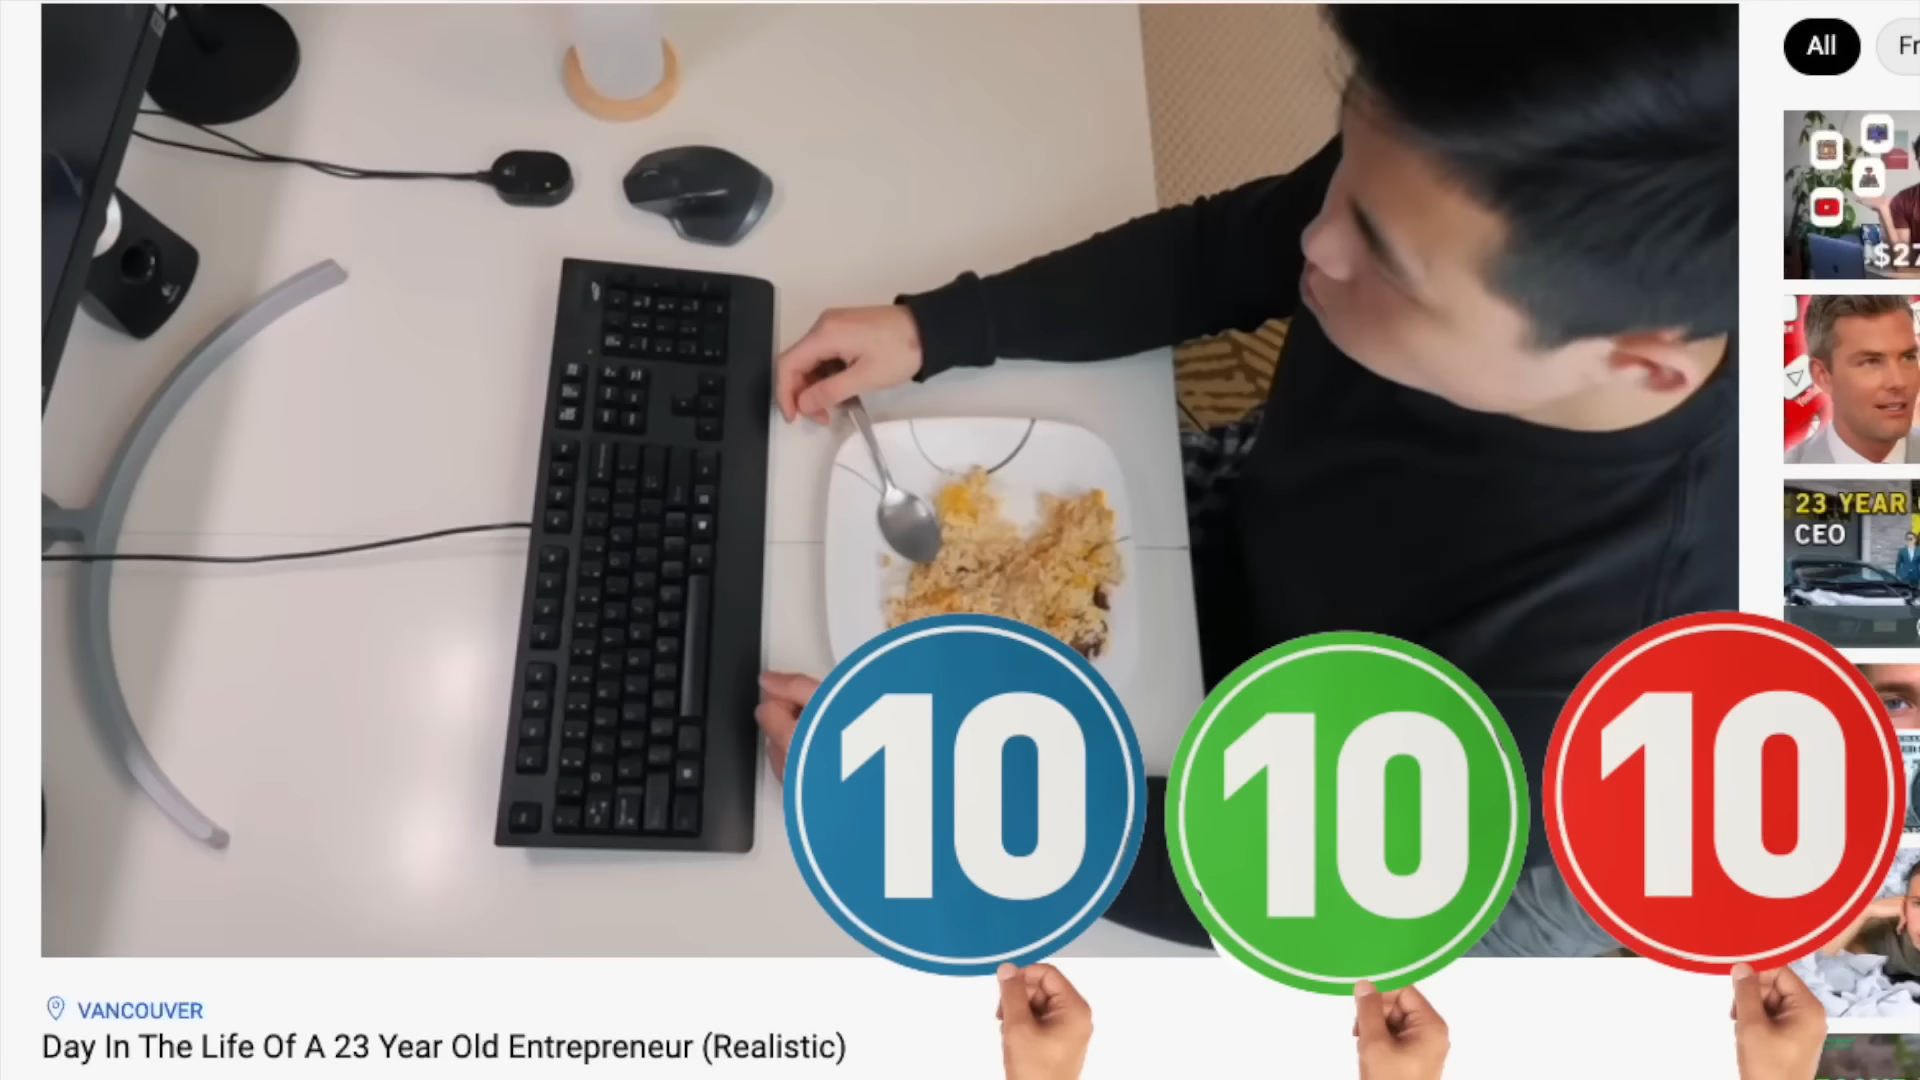 All
Fr
$27
23 YEAR
CEO
10
10
10
VANCOUVER
Day In The Life Of A 23 Year Old Entrepreneur (Realistic)